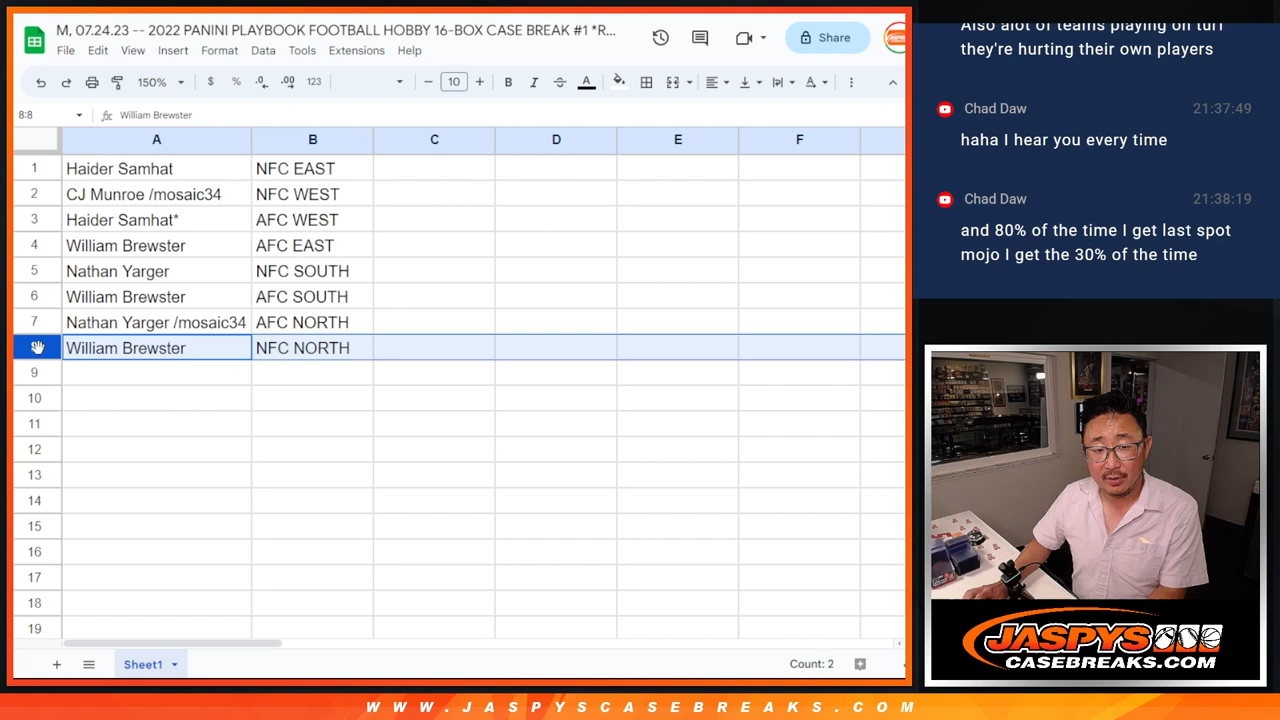 M, 07.24.23 -- 2022 PANINI PLAYBOOK FOOTBALL HOBBY 16-BOX CASE BREAK #1 *R...
File Edit View Insert Format Data Tools Extensions Help
Share
150% $ % .0 .00 123 10 B I A
8:8 fx William Brewster
A B C D E F
1 Haider Samhat NFC EAST
2 CJ Munroe /mosaic34 NFC WEST
3 Haider Samhat* AFC WEST
4 William Brewster AFC EAST
5 Nathan Yarger NFC SOUTH
6 William Brewster AFC SOUTH
7 Nathan Yarger /mosaic34 AFC NORTH
William Brewster NFC NORTH
9
10
11
12
13
14
15
16
17
18
19
Sheet1
Count: 2
Also alot of teams playing on turf
they're hurting their own players
Chad Daw 21:37:49
haha I hear you every time
Chad Daw 21:38:19
and 80% of the time I get last spot
mojo I get the 30% of the time
JASPYS
CASEBREAKS.COM
WWW.JASPYSCASEBREAKS.COM